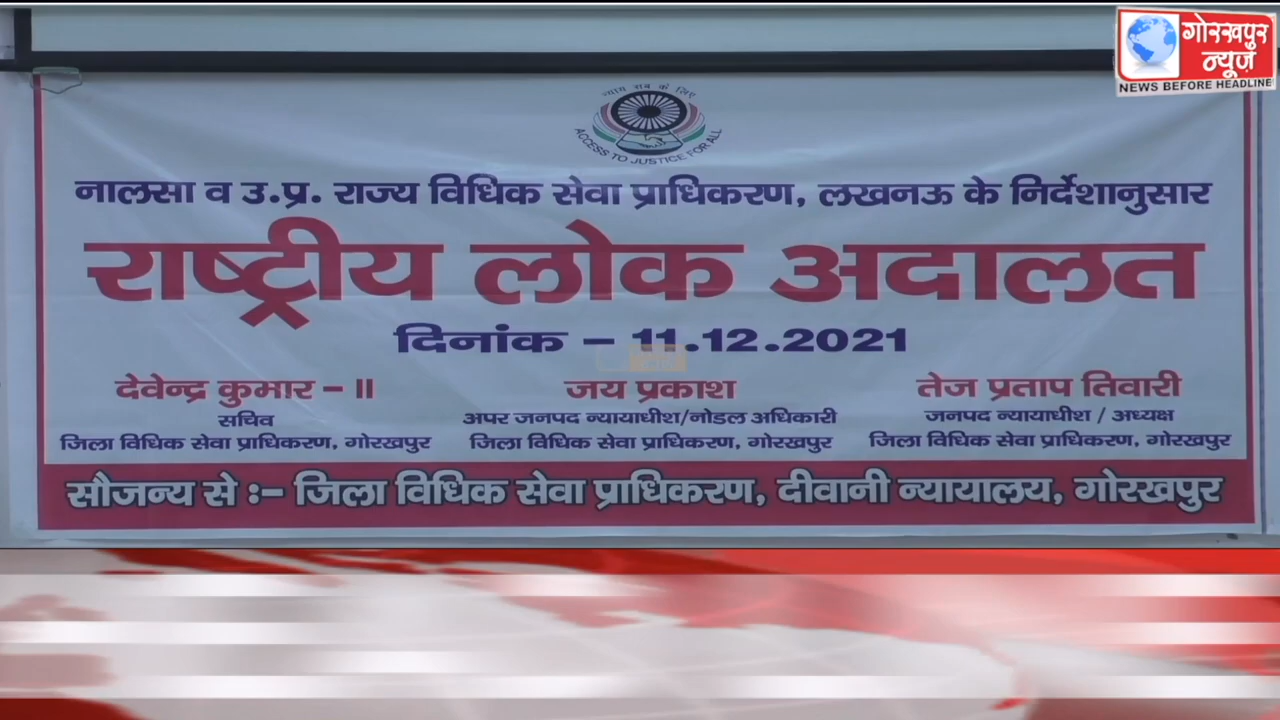 गोरखपुर
न्यूज़
NEWS BEFORE HEADLINE
न्याय सब के लिए
ACCESS TO JUSTICE FOR ALL
नालसा व उ.प्र. राज्य विधिक सेवा प्राधिकरण, लखनऊ के निर्देशानुसार
राष्ट्रीय लोक अदालत
दिनांक – 11.12.2021
देवेन्द्र कुमार – II
सचिव
जिला विधिक सेवा प्राधिकरण, गोरखपुर
जय प्रकाश
अपर जनपद न्यायाधीश/नोडल अधिकारी
जिला विधिक सेवा प्राधिकरण, गोरखपुर
तेज प्रताप तिवारी
जनपद न्यायाधीश / अध्यक्ष
जिला विधिक सेवा प्राधिकरण, गोरखपुर
सौजन्य से :– जिला विधिक सेवा प्राधिकरण, दीवानी न्यायालय, गोरखपुर